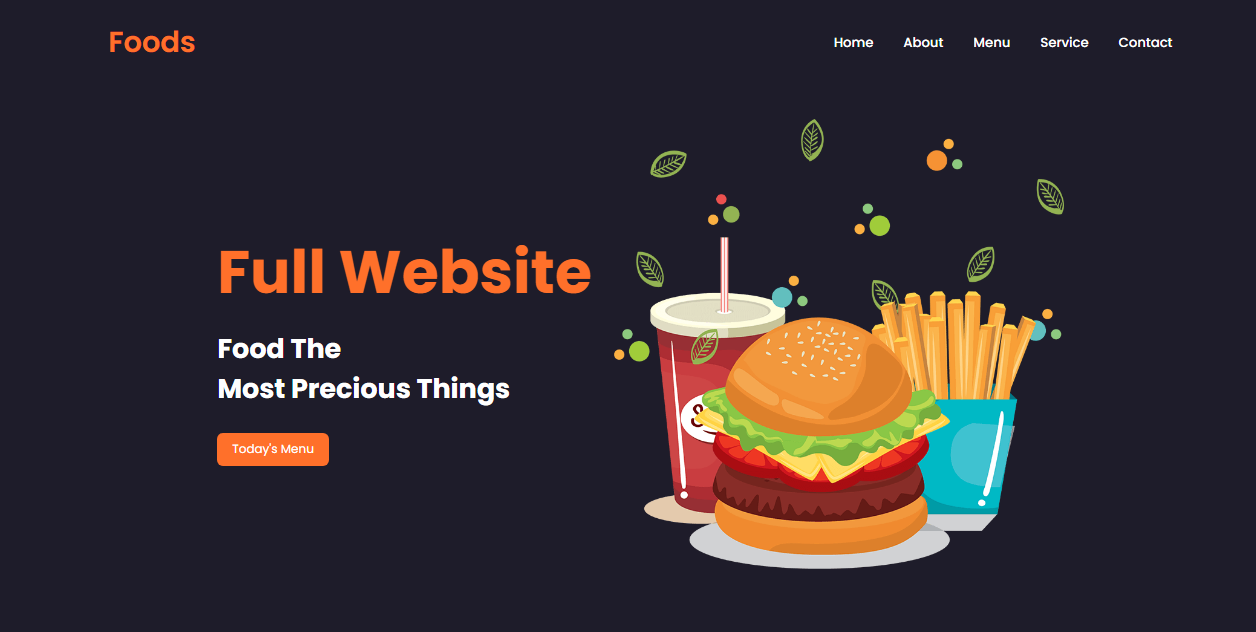 Foods
Home About Menu Service Contact
Full Website
Food The
Most Precious Things
Today's Menu